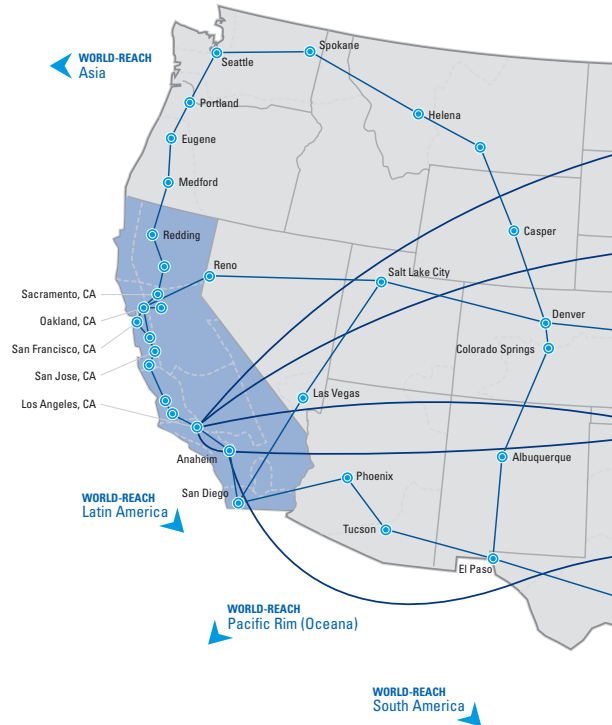 Spokane
WORLD-REACH
Asia
Seattle
Portland
Helena
Eugene
Medford
Redding
Casper
Reno
Salt Lake City
Sacramento, CA
Oakland, CA
Denver
San Francisco, CA
Colorado Springs
San Jose, CA
Las Vegas
Los Angeles, CA
Anaheim
Albuquerque
Phoenix
San Diego
WORLD-REACH
Latin America
Tucson
El Paso
WORLD-REACH
Pacific Rim (Oceana)
WORLD-REACH
South America